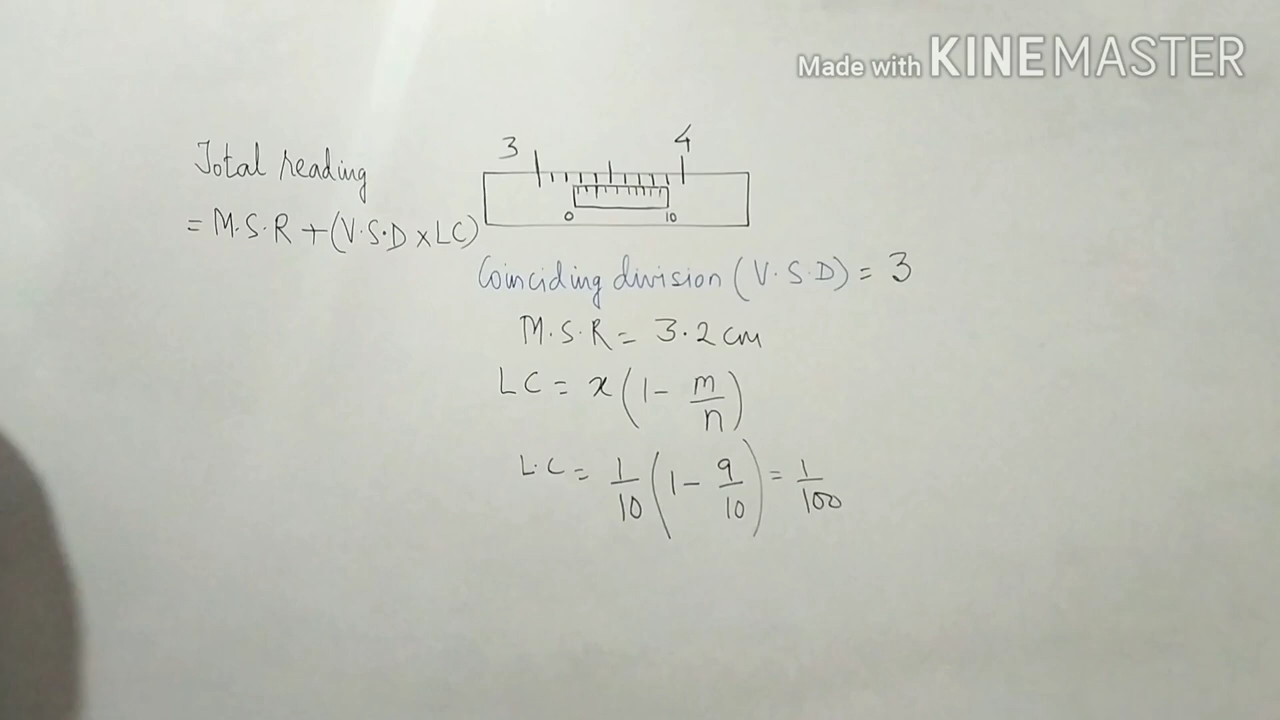 Made with KINEMASTER
3 4
Total reading
= M.S.R + (V.S.D x LC)
0 10
Coinciding division (V.S.D) = 3
M.S.R = 3.2 cm
LC = x(1 - m/n)
L.C = 1/10 (1 - 9/10) = 1/100